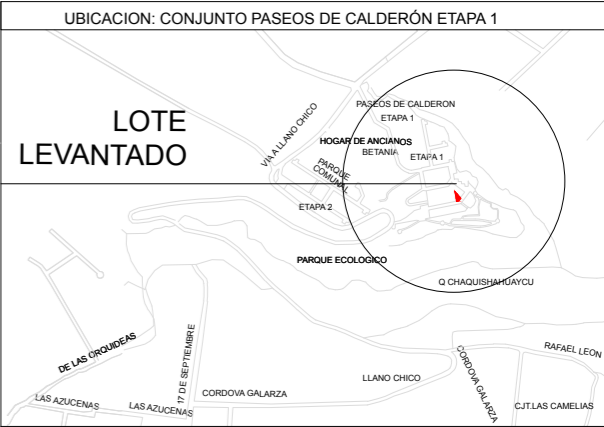 UBICACION: CONJUNTO PASEOS DE CALDERÓN ETAPA 1
LOTE
LEVANTADO
VIA A LLANO CHICO
PASEOS DE CALDERON
ETAPA 1
HOGAR DE ANCIANOS
BETANIA
ETAPA 1
PARQUE
COMUNAL
ETAPA 2
PARQUE ECOLOGICO
Q CHAQUISHAHUAYCU
DE LAS ORQUIDEAS
17 DE SEPTIEMBRE
RAFAEL LEON
CORDOVA GALARZA
LLANO CHICO
CORDOVA GALARZA
LAS AZUCENAS
LAS AZUCENAS
CJT.LAS CAMELIAS